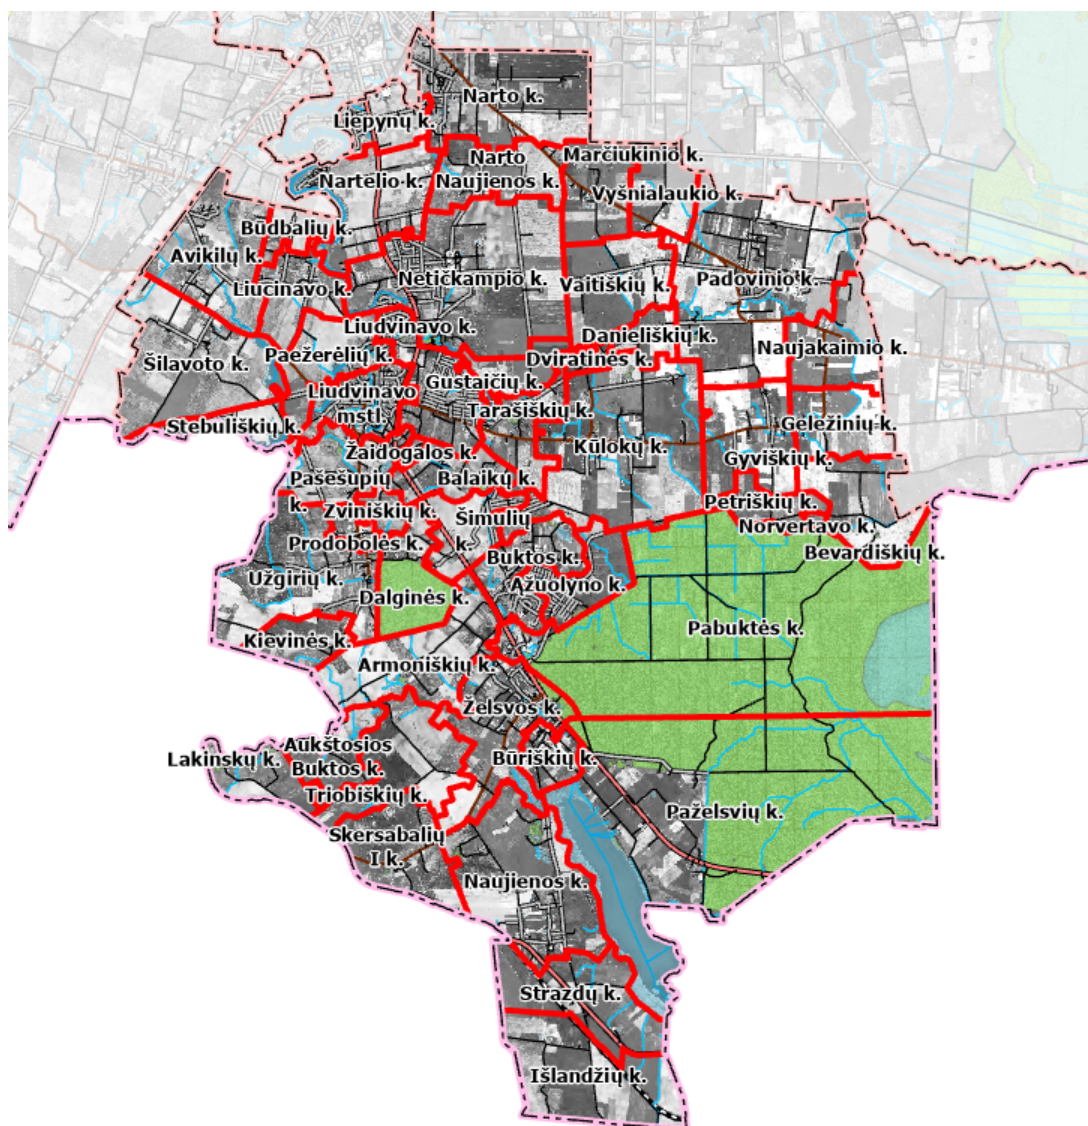 Narto k.
Liepynų k.
Narto
Naujienos k.
Marčiukinio k.
Nartelio k.
Vyšnialaukio k.
Būdbalių k.
Avikilų k.
Liucinavo k.
Netičkampio k.
Vaitiškių k.
Padovinio k.
Liudvinavo k.
Danieliškių k.
Naujakaimio k.
Paežerėlių k.
Šilavoto k.
Dviratinės k.
Gustaičių k.
Liudvinavo
mstl.
Tarašiškių k.
Stebuliškių k.
Geležinių k.
Kūlokų k.
Žaidogalos k.
Gyviškių k.
Pašešupių
k.
Balaikų k.
Petriškių k.
Zviniškių k.
Šimulių
k.
Norvertavo k.
Prodobolės k.
Buktos k.
Bevardiškių k.
Užgirių k.
Ąžuolyno k.
Dalginės k.
Pabuktės k.
Kievinės k.
Armoniškių k.
Želsvos k.
Aukštosios
Buktos k.
Lakinskų k.
Būriškių k.
Triobiškių k.
Paželsvių k.
Skersabalių
I k.
Naujienos k.
Strazdų k.
Išlandžių k.